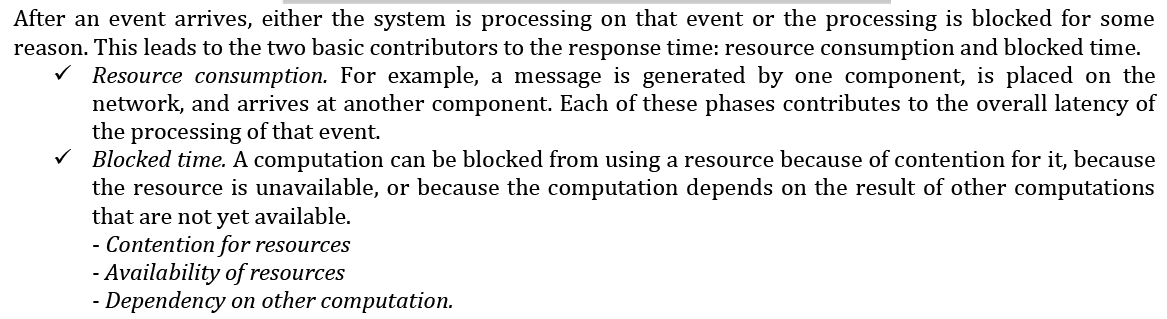 After an event arrives, either the system is processing on that event or the processing is blocked for some
reason. This leads to the two basic contributors to the response time: resource consumption and blocked time.
✓ Resource consumption. For example, a message is generated by one component, is placed on the
network, and arrives at another component. Each of these phases contributes to the overall latency of
the processing of that event.
✓ Blocked time. A computation can be blocked from using a resource because of contention for it, because
the resource is unavailable, or because the computation depends on the result of other computations
that are not yet available.
- Contention for resources
- Availability of resources
- Dependency on other computation.